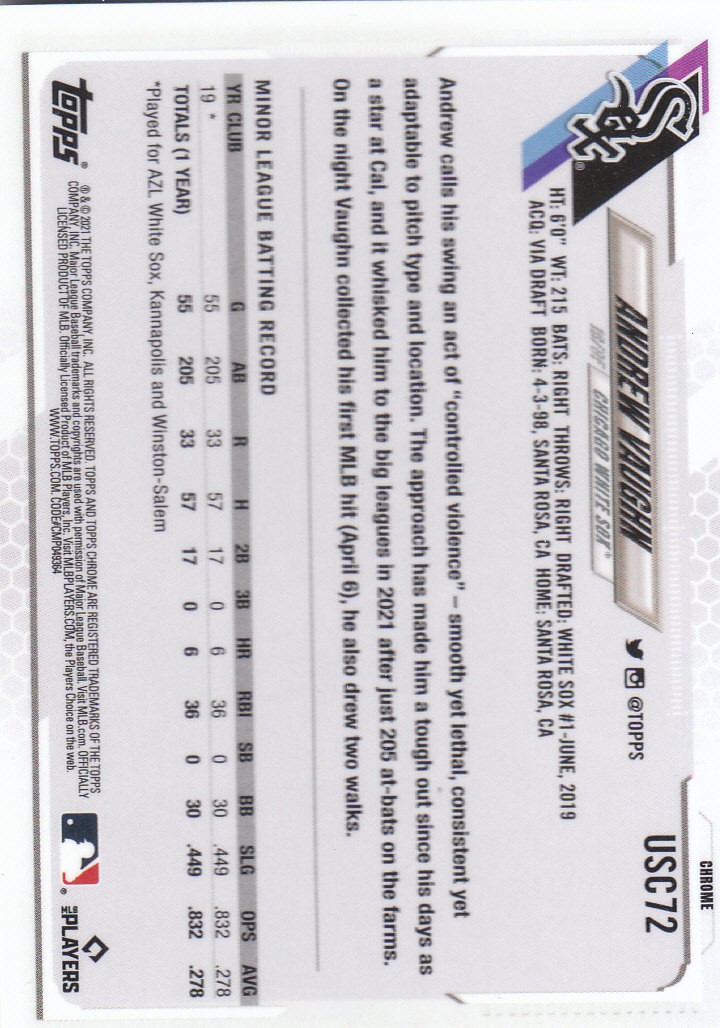 CHROME
USC72
ANDREW VAUGHN
1B/OF CHICAGO WHITE SOX®
@TOPPS
HT: 6'0" WT: 215 BATS: RIGHT THROWS: RIGHT DRAFTED: WHITE SOX #1-JUNE, 2019
ACQ: VIA DRAFT BORN: 4-3-98, SANTA ROSA, CA HOME: SANTA ROSA, CA
Sox
®
Andrew calls his swing an act of "controlled violence" – smooth yet lethal, consistent yet
adaptable to pitch type and location. The approach has made him a tough out since his days as
a star at Cal, and it whisked him to the big leagues in 2021 after just 205 at-bats on the farms.
On the night Vaughn collected his first MLB hit (April 6), he also drew two walks.
MINOR LEAGUE BATTING RECORD
YR CLUB G AB R H 2B 3B HR RBI SB BB SLG OPS AVG
19 * 55 205 33 57 17 0 6 36 0 30 .449 .832 .278
TOTALS (1 YEAR) 55 205 33 57 17 0 6 36 0 30 .449 .832 .278
*Played for AZL White Sox, Kannapolis and Winston-Salem
topps®
® & © 2021 THE TOPPS COMPANY, INC. ALL RIGHTS RESERVED. TOPPS AND TOPPS CHROME ARE REGISTERED TRADEMARKS OF THE TOPPS
COMPANY, INC. Major League Baseball trademarks and copyrights are used with permission of Major League Baseball. Visit MLB.com. OFFICIALLY
LICENSED PRODUCT OF MLB. Officially Licensed Product of MLB Players, Inc. Visit MLBPLAYERS.COM, the Players Choice on the web.
WWW.TOPPS.COM. CODE#CMP049364
®
MLB PLAYERS